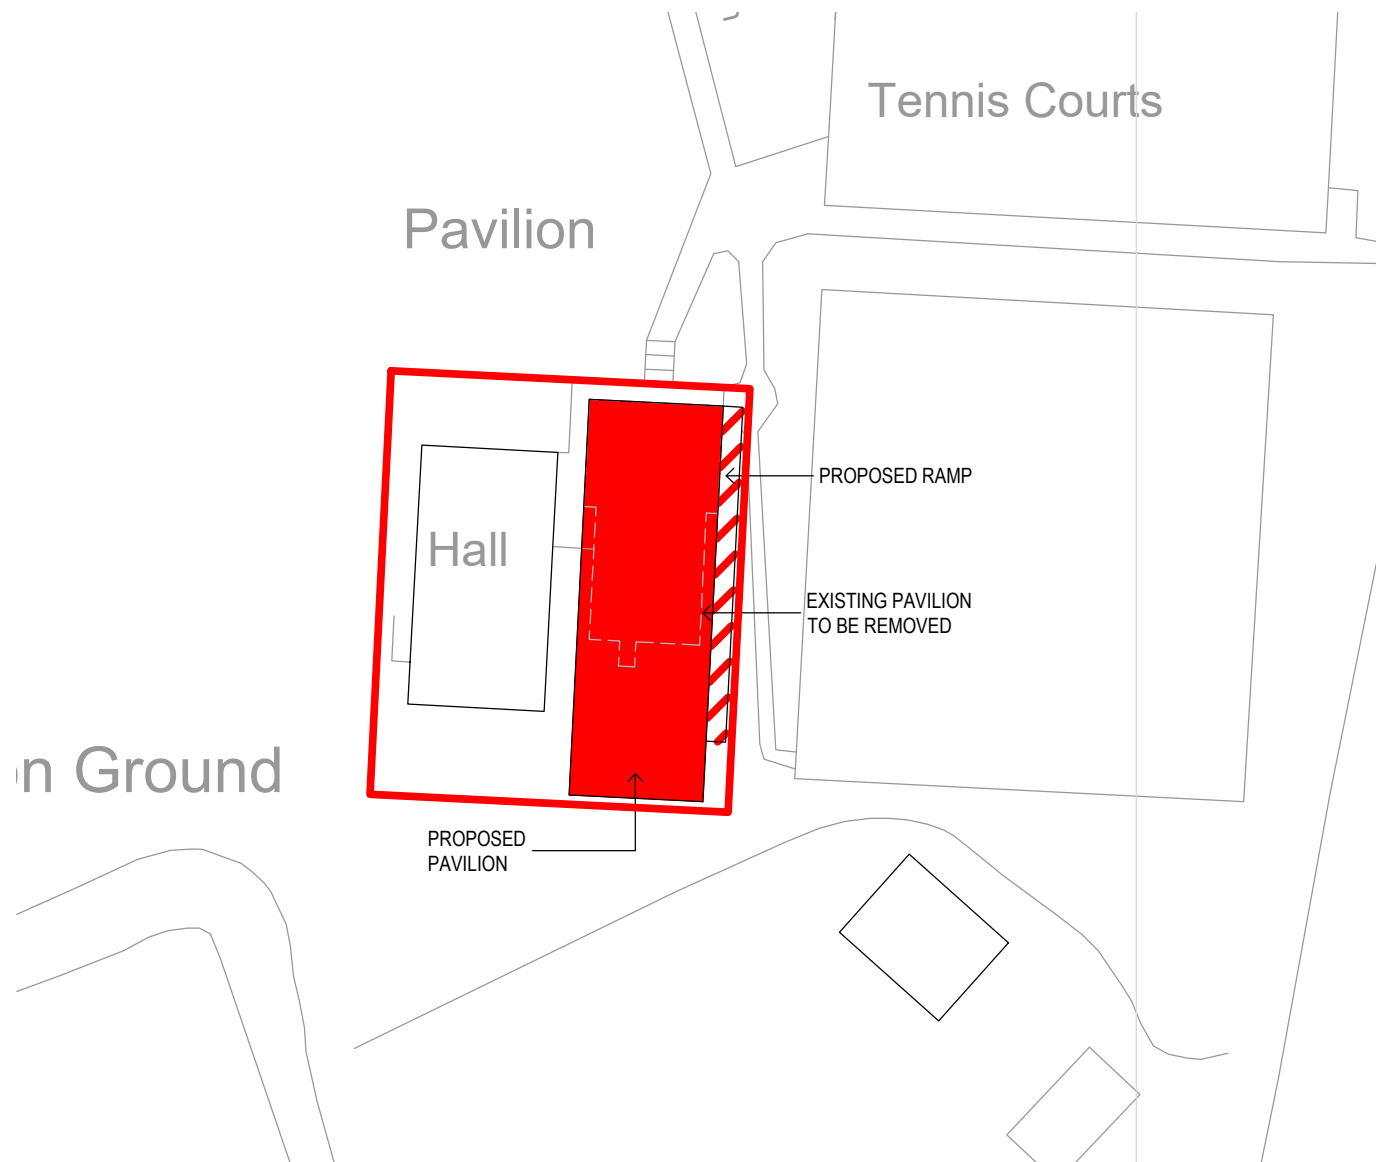 Tennis Courts
Pavilion
PROPOSED RAMP
Hall
EXISTING PAVILION
TO BE REMOVED
n Ground
PROPOSED
PAVILION